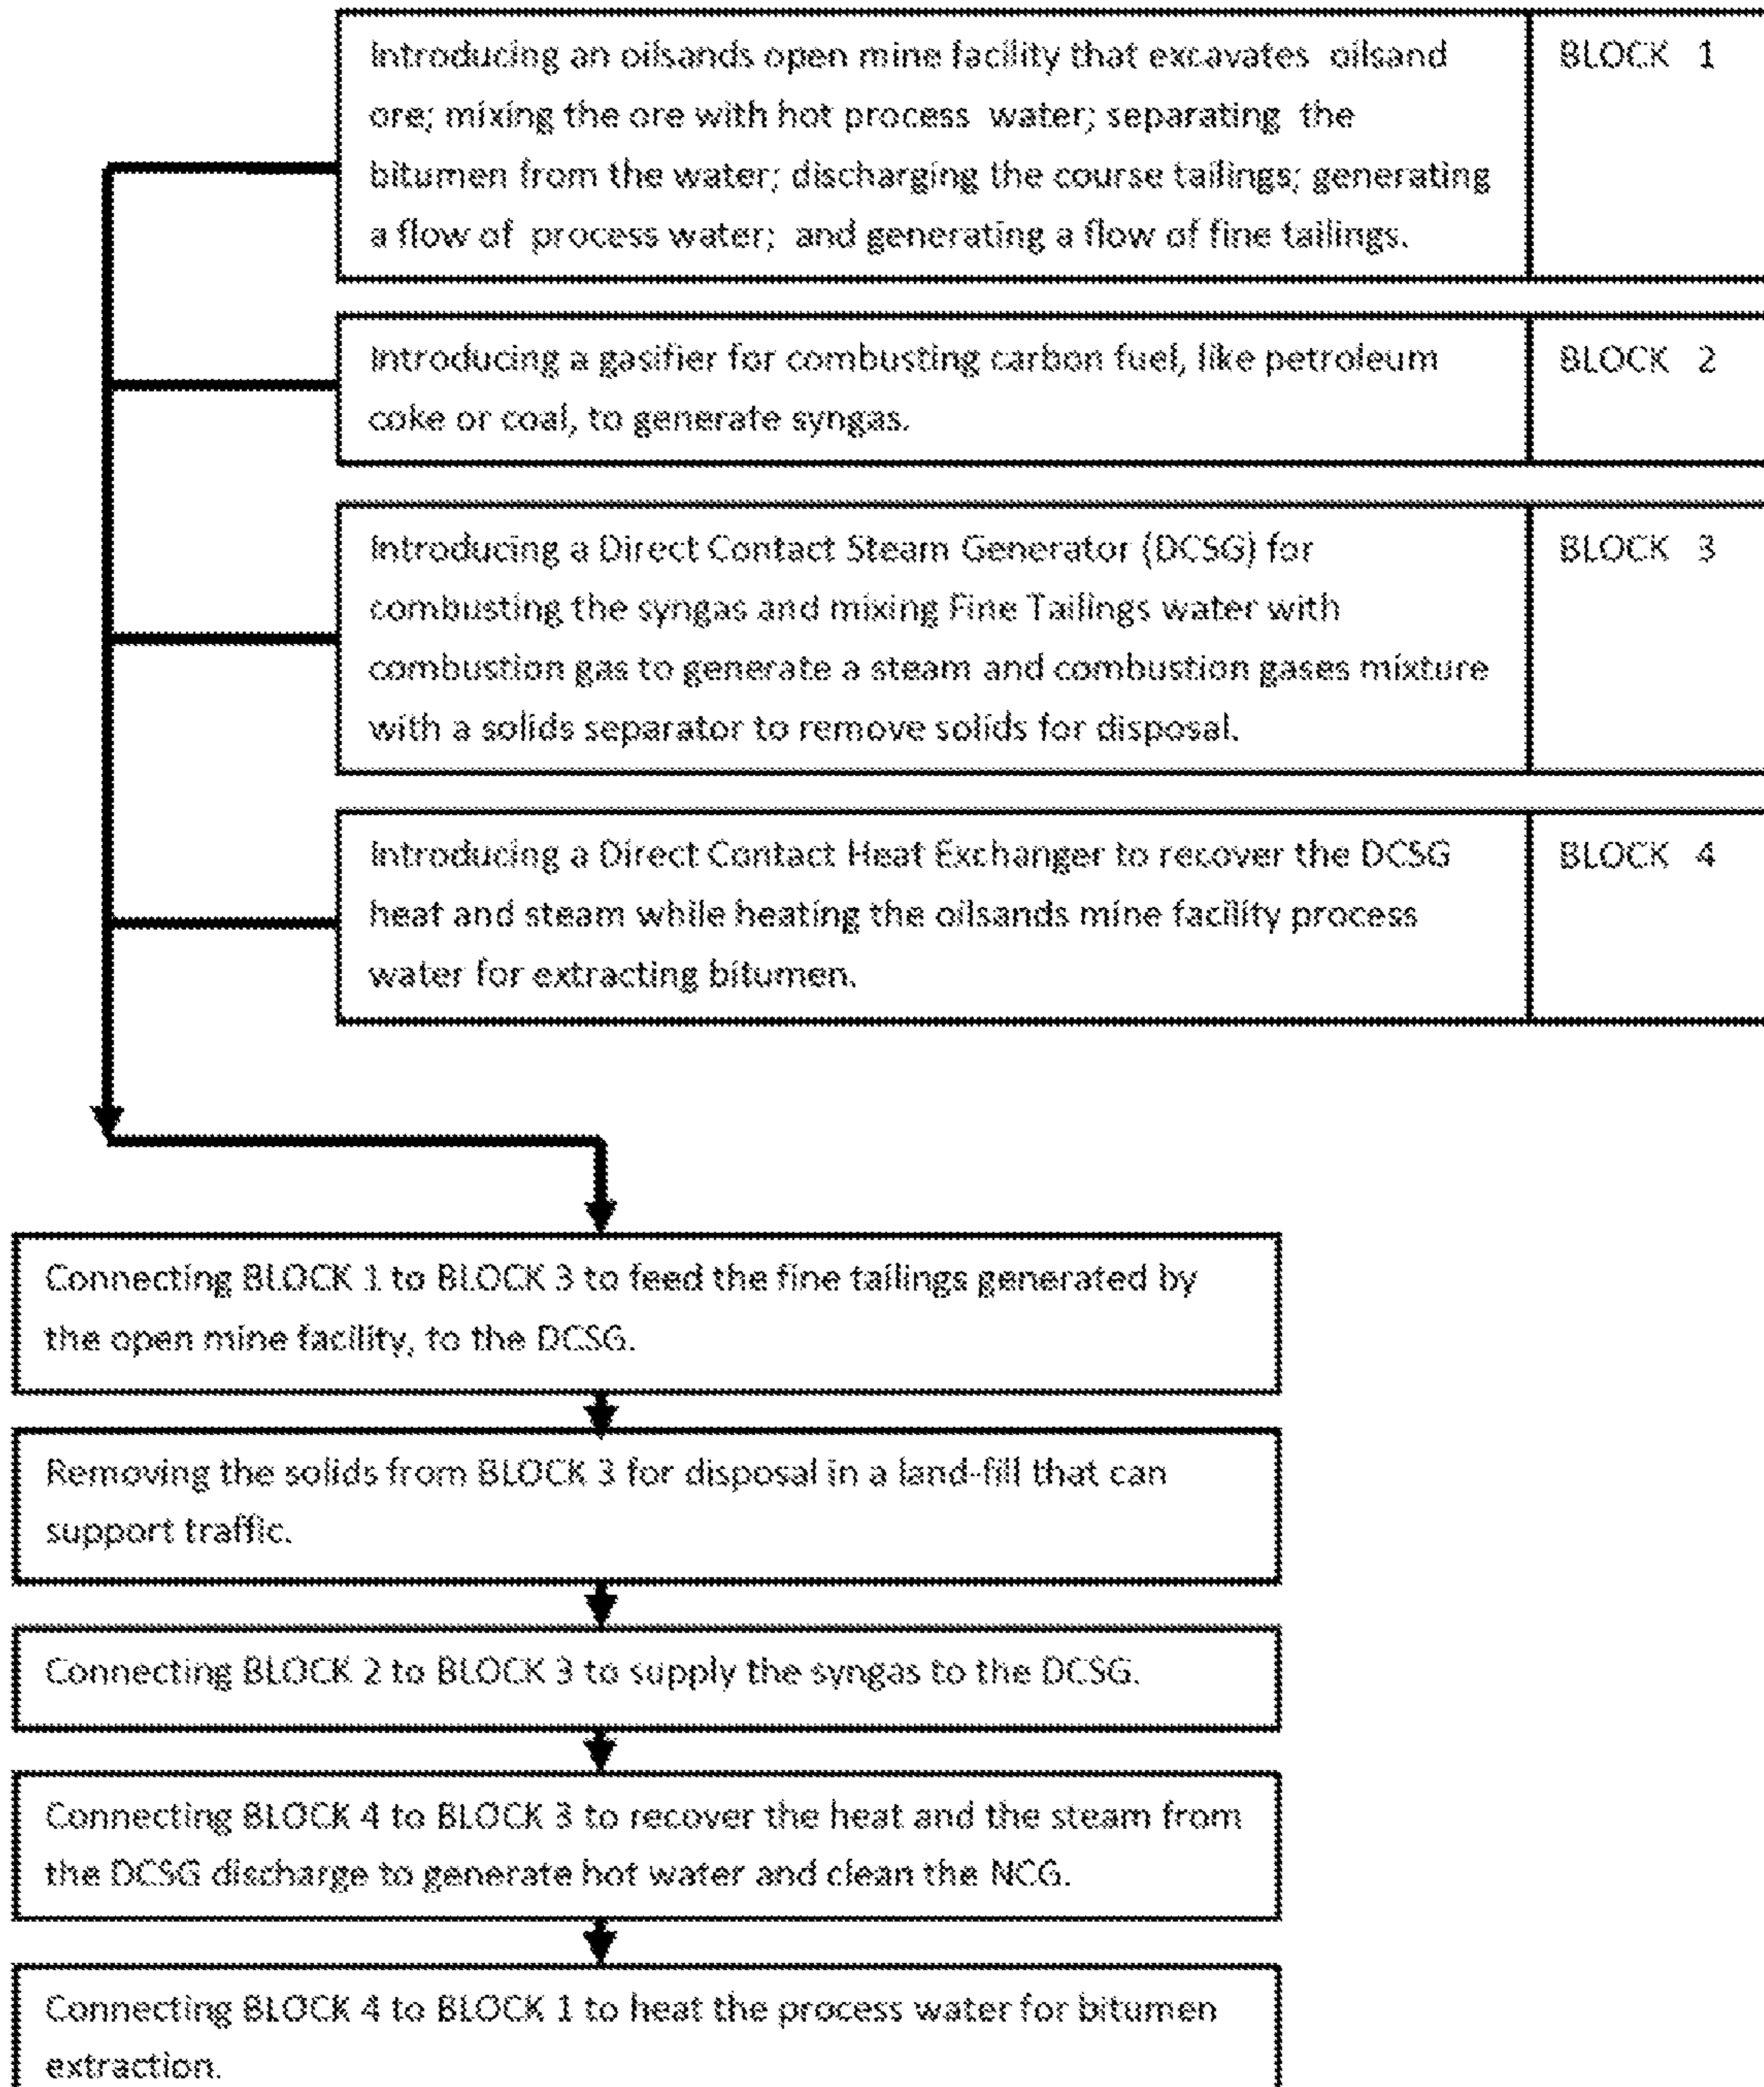 Introducing an oilsands open mine facility that excavates oilsand
BLOCK 1
ore; mixing the ore with hot process water; separating the
bitumen from the water; discharging the course tailings; generating
a flow of process water; and generating a flow of fine tailings.
Introducing a gasifier for combusting carbon fuel, like petroleum
BLOCK 2
coke or coal, to generate syngas.
Introducing a Direct Contact Steam Generator (DCSG) for
BLOCK 3
combusting the syngas and mixing Fine Tailings water with
combustion gas to generate a steam and combustion gases mixture
with a solids separator to remove solids for disposal.
Introducing a Direct Contact Heat Exchanger to recover the DCSG
BLOCK 4
heat and steam while heating the oilsands mine facility process
water for extracting bitumen.
Connecting BLOCK 1 to BLOCK 3 to feed the fine tailings generated by
the open mine facility, to the DCSG.
Removing the solids from BLOCK 3 for disposal in a land-fill that can
support traffic.
Connecting BLOCK 2 to BLOCK 3 to supply the syngas to the DCSG.
Connecting BLOCK 4 to BLOCK 3 to recover the heat and the steam from
the DCSG discharge to generate hot water and clean the NCG.
Connecting BLOCK 4 to BLOCK 1 to heat the process water for bitumen
extraction.